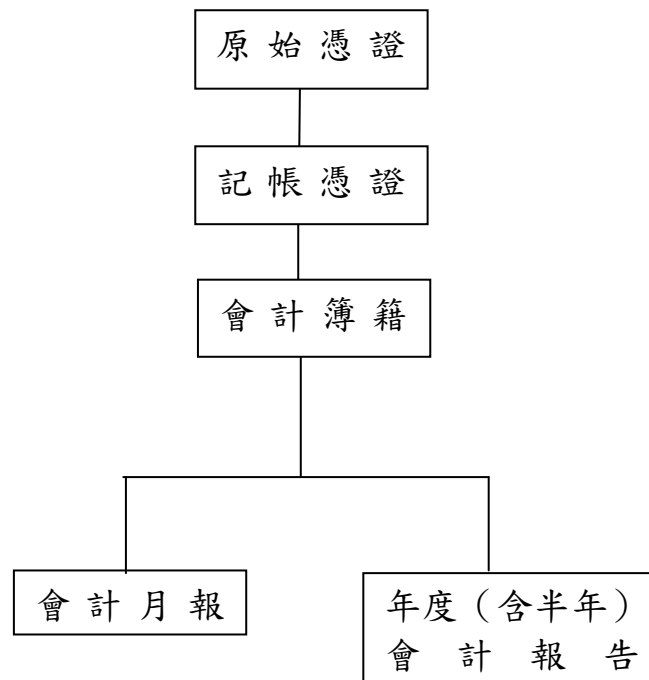 原始憑證
記帳憑證
會計簿籍
會計月報
年度（含半年）
會計報告